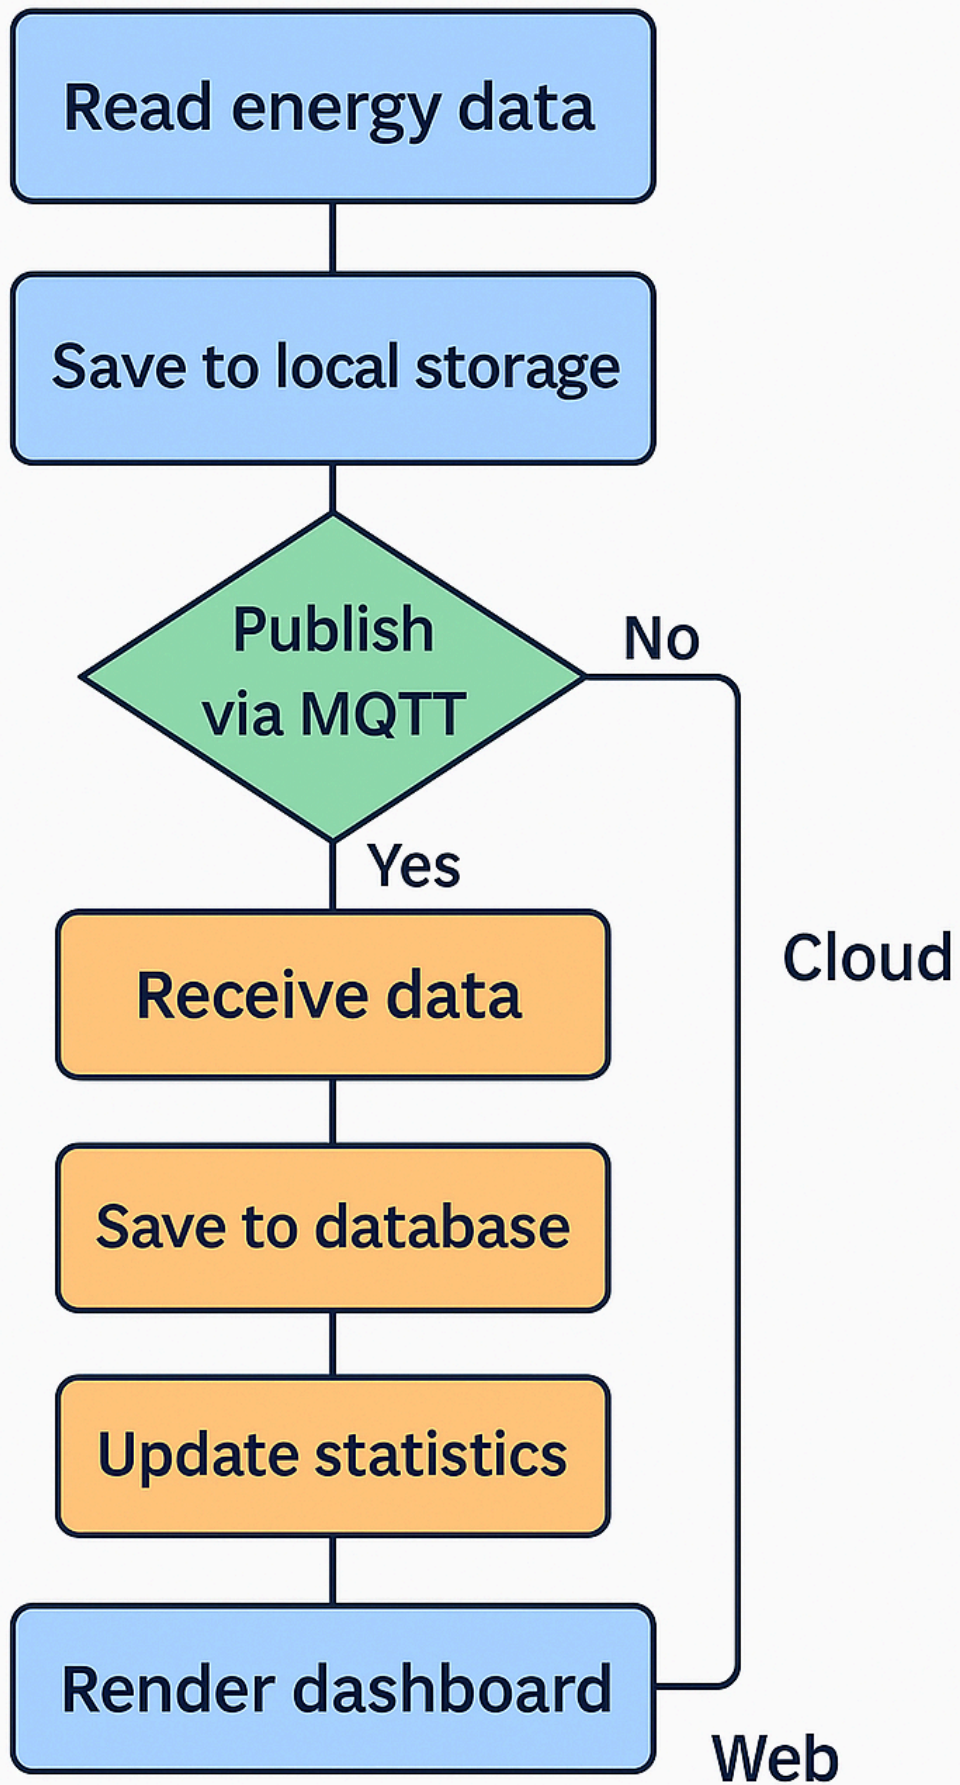 Read energy data
Save to local storage
Publish
via MQTT
No
Yes
Cloud
Receive data
Save to database
Update statistics
Render dashboard
Web